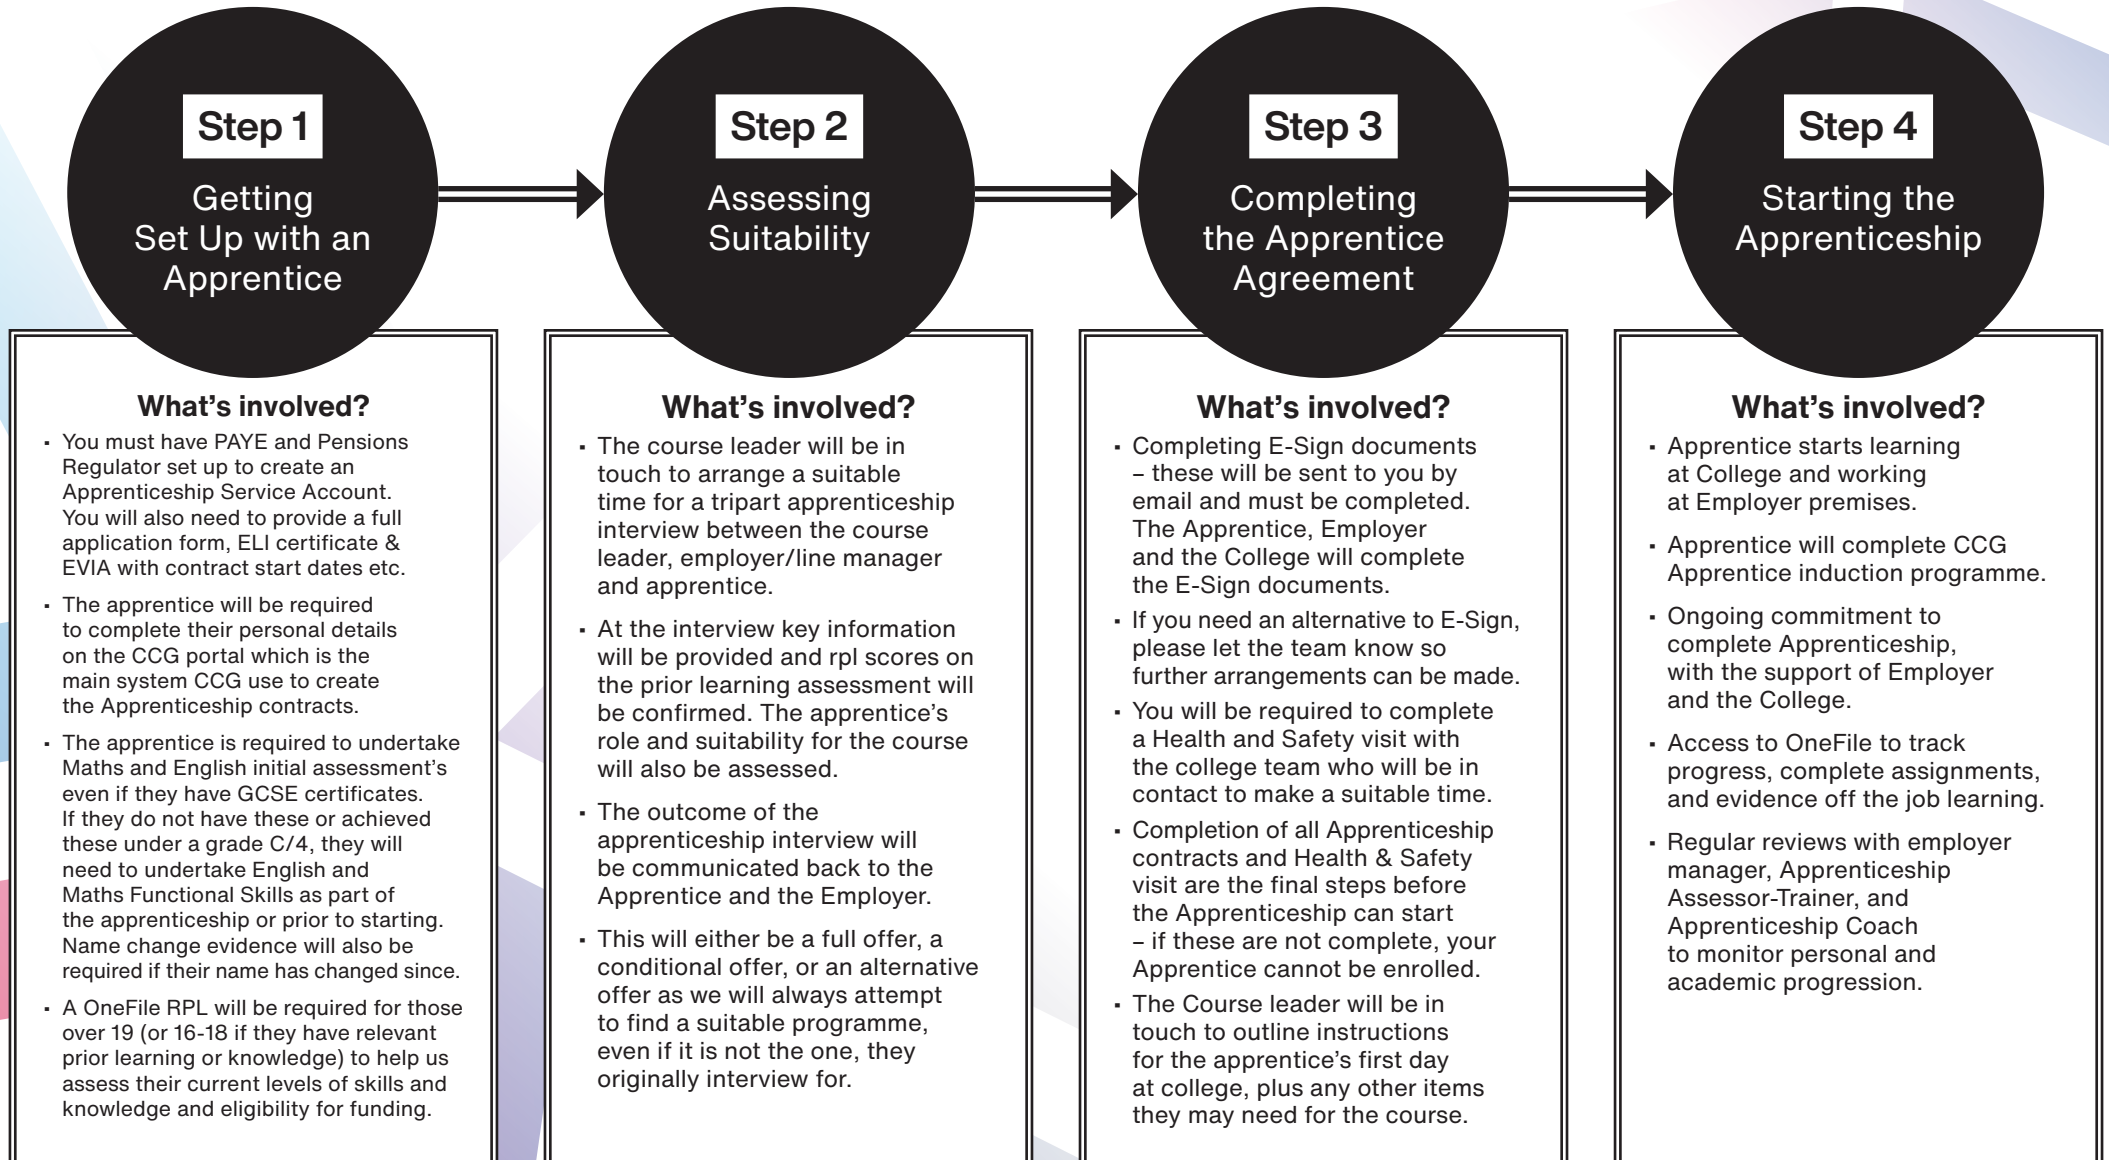 Step 1
Getting
Set Up with an
Apprentice
What's involved?
▪ You must have PAYE and Pensions
Regulator set up to create an
Apprenticeship Service Account.
You will also need to provide a full
application form, ELI certificate &
EVIA with contract start dates etc.
▪ The apprentice will be required
to complete their personal details
on the CCG portal which is the
main system CCG use to create
the Apprenticeship contracts.
▪ The apprentice is required to undertake
Maths and English initial assessment's
even if they have GCSE certificates.
If they do not have these or achieved
these under a grade C/4, they will
need to undertake English and
Maths Functional Skills as part of
the apprenticeship or prior to starting.
Name change evidence will also be
required if their name has changed since.
▪ A OneFile RPL will be required for those
over 19 (or 16-18 if they have relevant
prior learning or knowledge) to help us
assess their current levels of skills and
knowledge and eligibility for funding.
Step 2
Assessing
Suitability
What's involved?
▪ The course leader will be in
touch to arrange a suitable
time for a tripart apprenticeship
interview between the course
leader, employer/line manager
and apprentice.
▪ At the interview key information
will be provided and rpl scores on
the prior learning assessment will
be confirmed. The apprentice's
role and suitability for the course
will also be assessed.
▪ The outcome of the
apprenticeship interview will
be communicated back to the
Apprentice and the Employer.
▪ This will either be a full offer, a
conditional offer, or an alternative
offer as we will always attempt
to find a suitable programme,
even if it is not the one, they
originally interview for.
Step 3
Completing
the Apprentice
Agreement
What's involved?
▪ Completing E-Sign documents
– these will be sent to you by
email and must be completed.
The Apprentice, Employer
and the College will complete
the E-Sign documents.
▪ If you need an alternative to E-Sign,
please let the team know so
further arrangements can be made.
▪ You will be required to complete
a Health and Safety visit with
the college team who will be in
contact to make a suitable time.
▪ Completion of all Apprenticeship
contracts and Health & Safety
visit are the final steps before
the Apprenticeship can start
– if these are not complete, your
Apprentice cannot be enrolled.
▪ The Course leader will be in
touch to outline instructions
for the apprentice's first day
at college, plus any other items
they may need for the course.
Step 4
Starting the
Apprenticeship
What's involved?
▪ Apprentice starts learning
at College and working
at Employer premises.
▪ Apprentice will complete CCG
Apprentice induction programme.
▪ Ongoing commitment to
complete Apprenticeship,
with the support of Employer
and the College.
▪ Access to OneFile to track
progress, complete assignments,
and evidence off the job learning.
▪ Regular reviews with employer
manager, Apprenticeship
Assessor-Trainer, and
Apprenticeship Coach
to monitor personal and
academic progression.